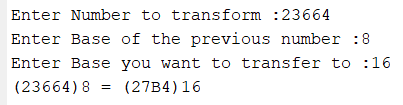 Enter Number to transform :23664
Enter Base of the previous number :8
Enter Base you want to transfer to :16
(23664)8 = (27B4)16